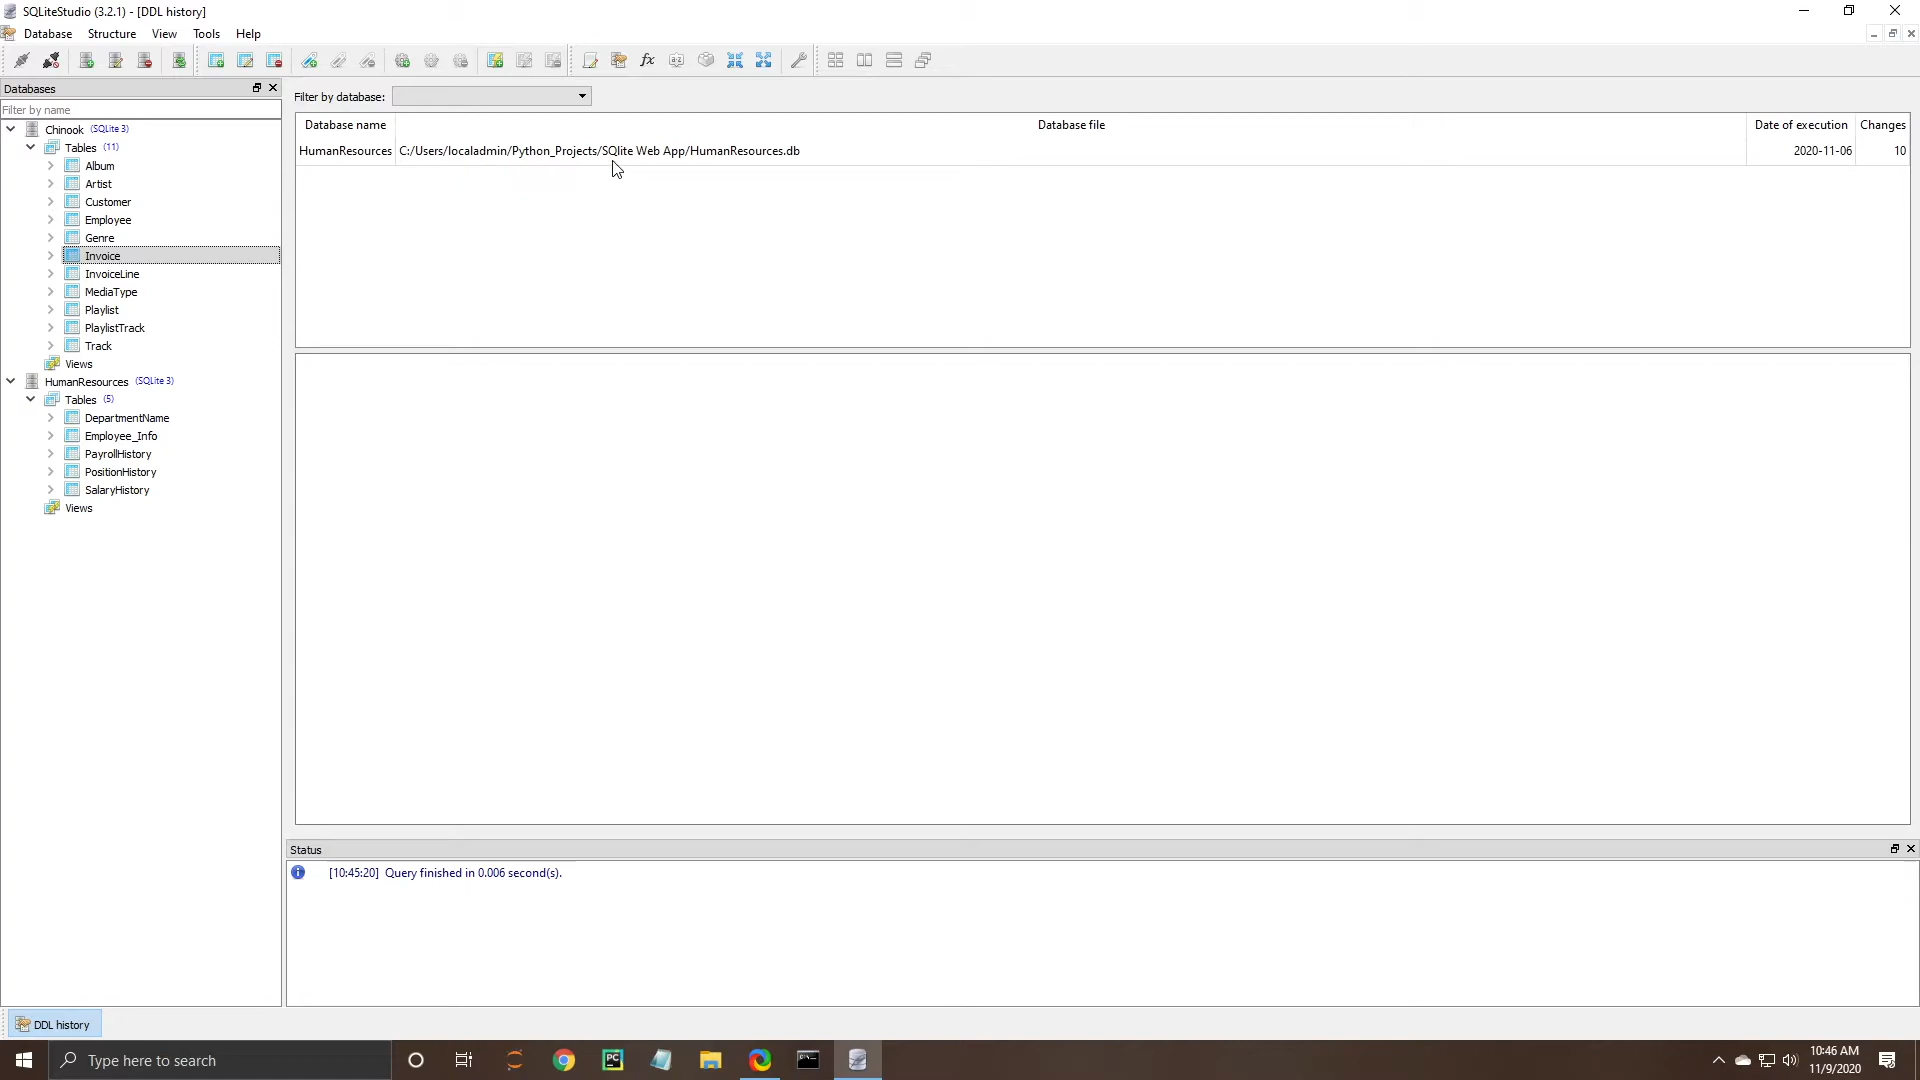 SQLiteStudio (3.2.1) - [DDL history]
Database Structure View Tools Help
Databases
Filter by name
Chinook (SQLite 3)
Tables (11)
Album
Artist
Customer
Employee
Genre
Invoice
InvoiceLine
MediaType
Playlist
PlaylistTrack
Track
Views
HumanResources (SQLite 3)
Tables (5)
DepartmentName
Employee_Info
PayrollHistory
PositionHistory
SalaryHistory
Views
Filter by database:
Database name Database file Date of execution Changes
HumanResources C:/Users/localadmin/Python_Projects/SQlite Web App/HumanResources.db 2020-11-06 10
Status
[10:45:20] Query finished in 0.006 second(s).
DDL history
Type here to search
10:46 AM
11/9/2020